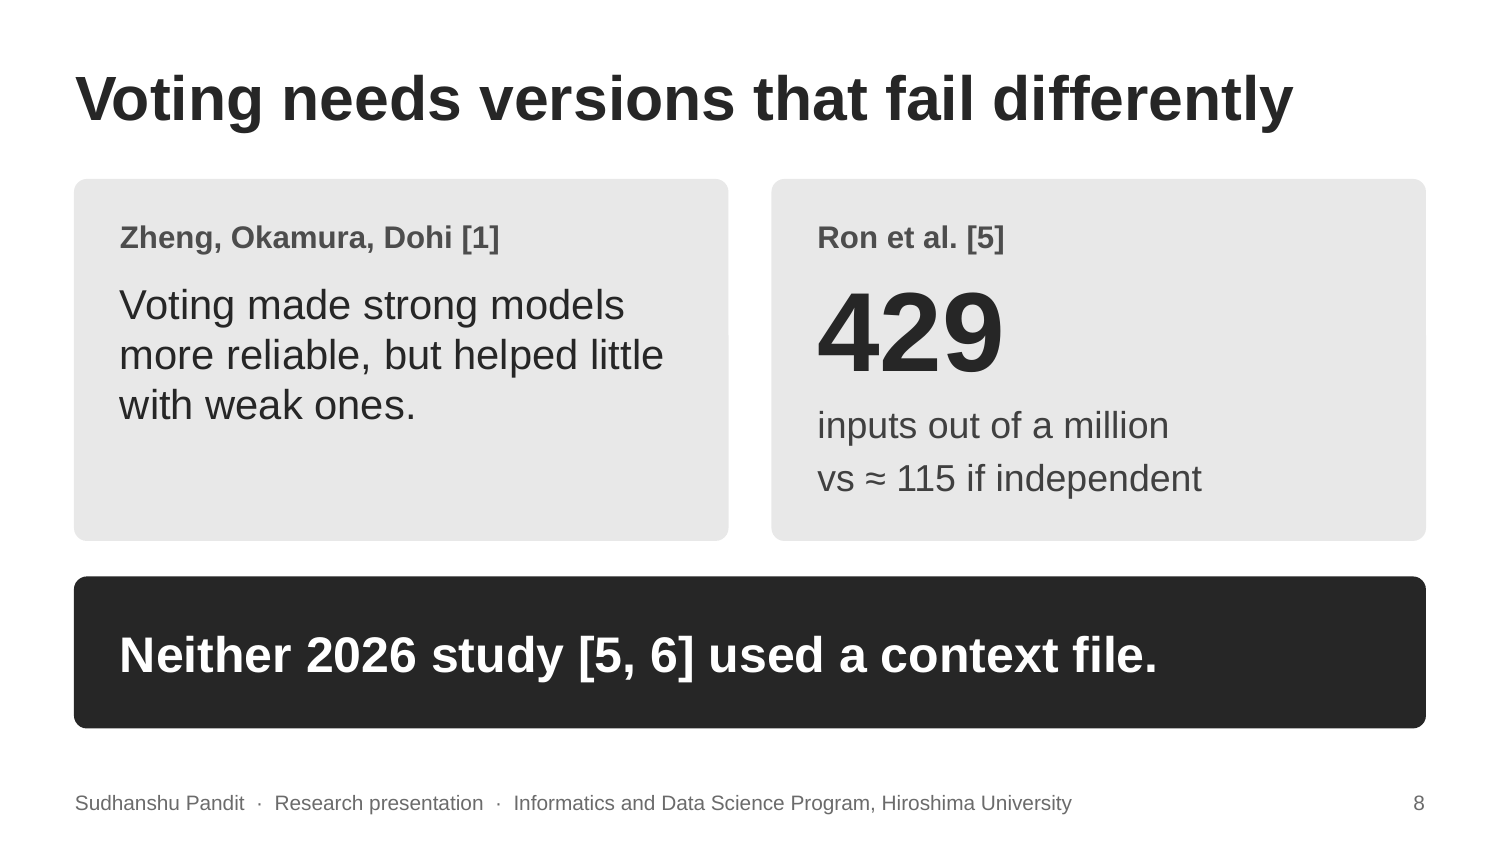 Voting needs versions that fail differently
Zheng, Okamura, Dohi [1]
Voting made strong models
more reliable, but helped little
with weak ones.
Ron et al. [5]
429
inputs out of a million
vs ≈ 115 if independent
Neither 2026 study [5, 6] used a context file.
Sudhanshu Pandit · Research presentation · Informatics and Data Science Program, Hiroshima University
8